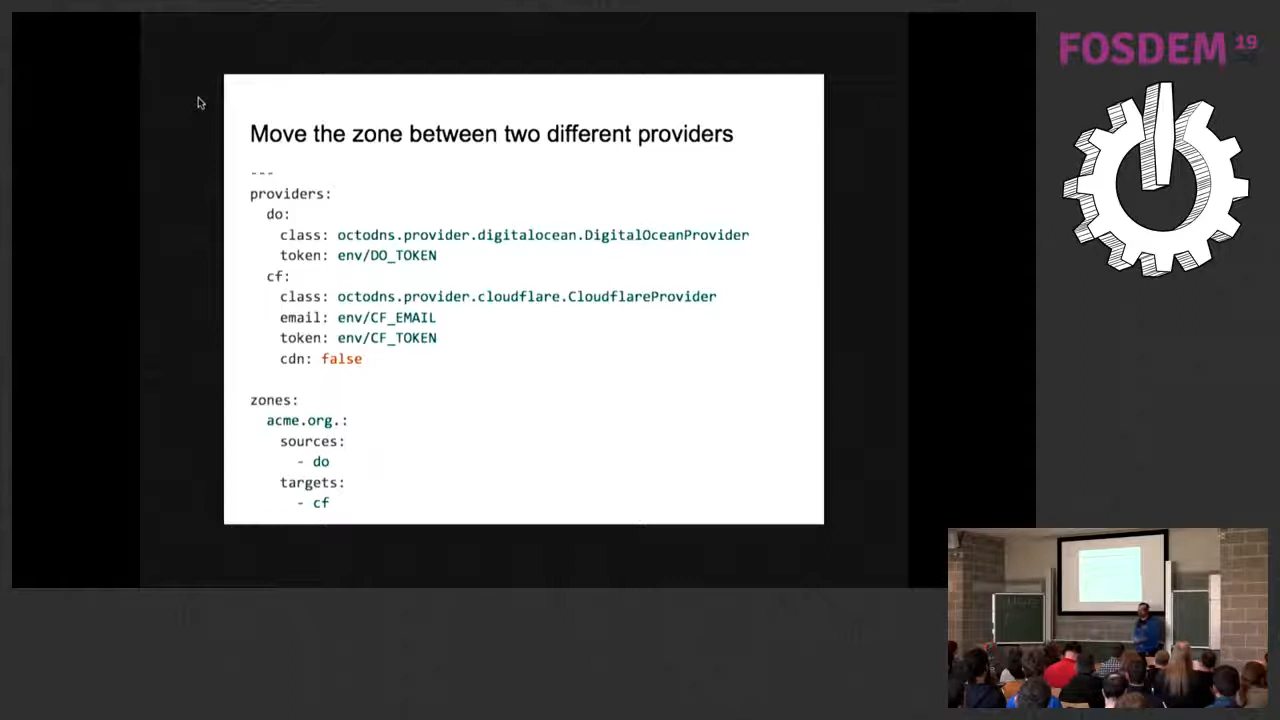 FOSDEM 19
Move the zone between two different providers
---
providers:
  do:
    class: octodns.provider.digitalocean.DigitalOceanProvider
    token: env/DO_TOKEN
  cf:
    class: octodns.provider.cloudflare.CloudflareProvider
    email: env/CF_EMAIL
    token: env/CF_TOKEN
    cdn: false
zones:
  acme.org.:
    sources:
      - do
    targets:
      - cf